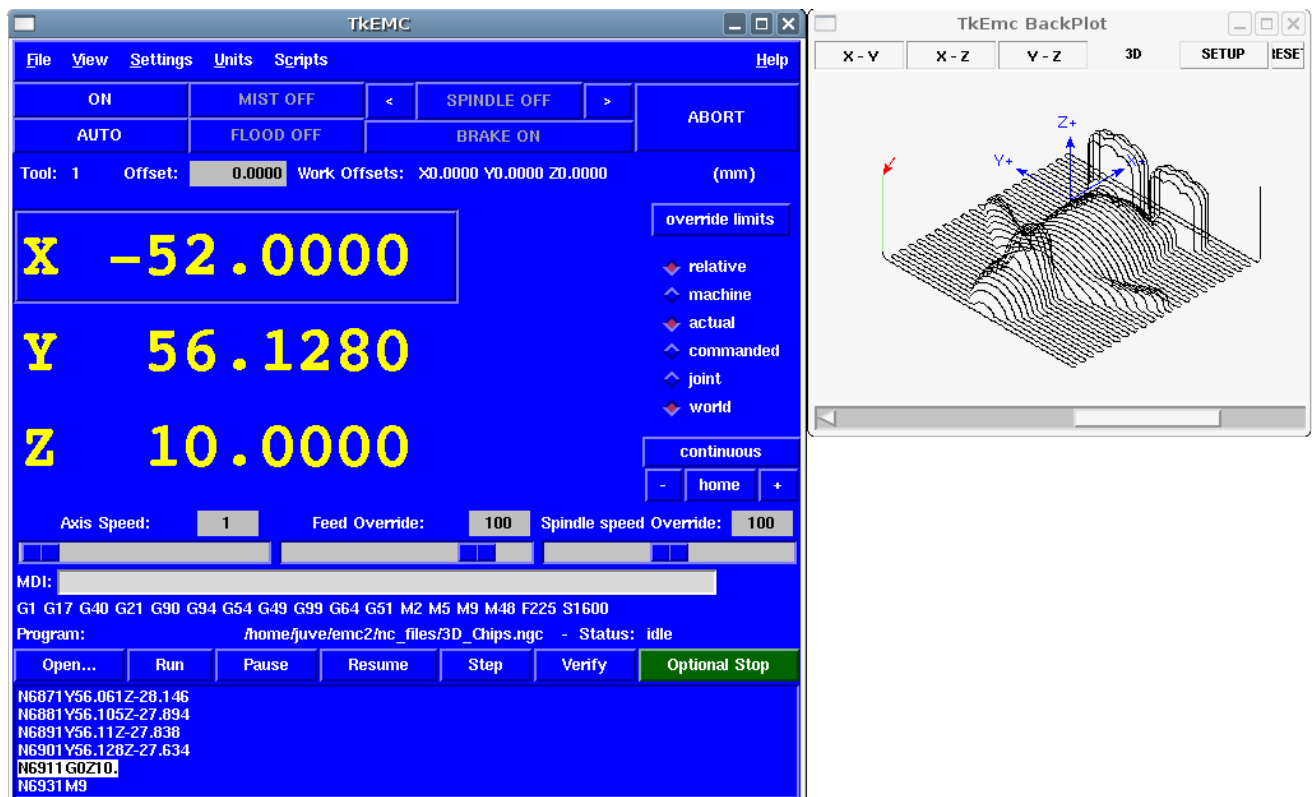 TkEMC
File View Settings Units Scripts Help
ON MIST OFF < SPINDLE OFF > ABORT
AUTO FLOOD OFF BRAKE ON
Tool: 1 Offset: 0.0000 Work Offsets: X0.0000 Y0.0000 Z0.0000 (mm)
override limits
X -52.0000
relative
machine
actual
Y 56.1280
commanded
joint
world
Z 10.0000
continuous
- home +
Axis Speed: 1 Feed Override: 100 Spindle speed Override: 100
MDI:
G1 G17 G40 G21 G90 G94 G54 G49 G99 G64 G51 M2 M5 M9 M48 F225 S1600
Program: /home/juve/emc2/nc_files/3D_Chips.ngc - Status: idle
Open... Run Pause Resume Step Verify Optional Stop
N6871Y56.061Z-28.146
N6881Y56.105Z-27.894
N6891Y56.11Z-27.838
N6901Y56.128Z-27.634
N6911G0Z10.
N6931M9
TkEmc BackPlot
X - Y X - Z Y - Z 3D SETUP
Z+
Y+ X+